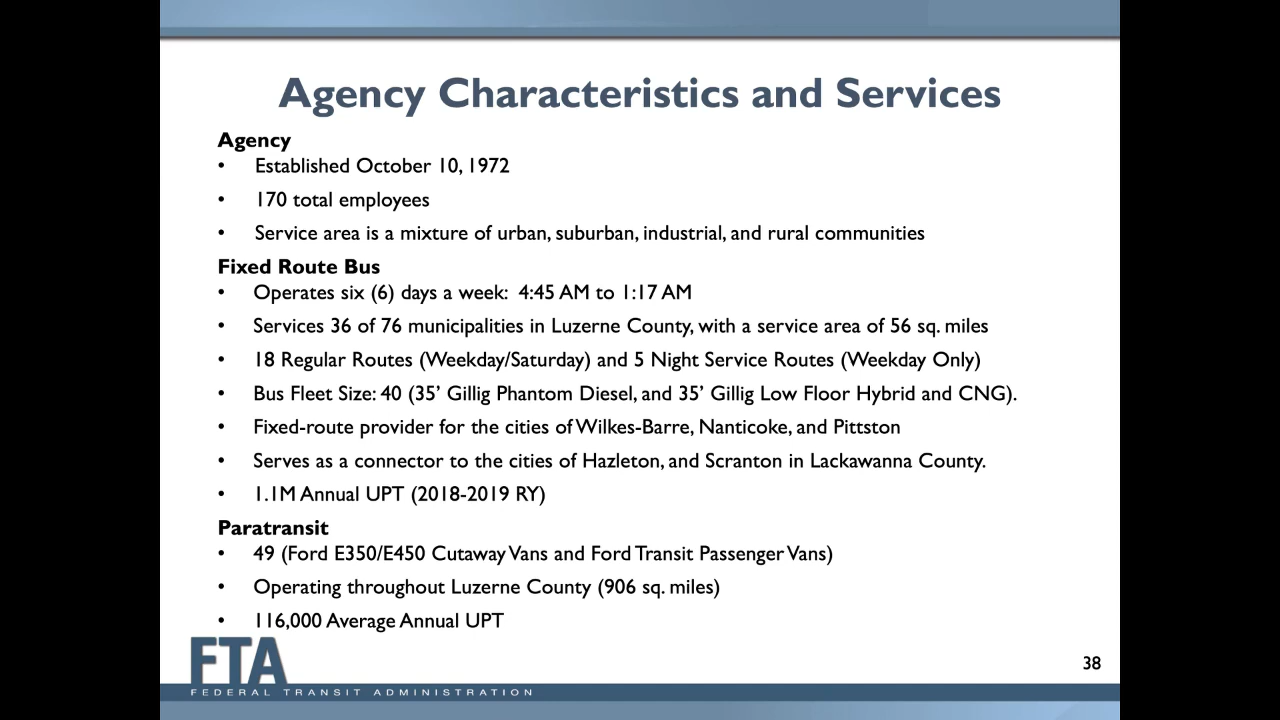 Agency Characteristics and Services
Agency
• Established October 10, 1972
• 170 total employees
• Service area is a mixture of urban, suburban, industrial, and rural communities
Fixed Route Bus
• Operates six (6) days a week: 4:45 AM to 1:17 AM
• Services 36 of 76 municipalities in Luzerne County, with a service area of 56 sq. miles
• 18 Regular Routes (Weekday/Saturday) and 5 Night Service Routes (Weekday Only)
• Bus Fleet Size: 40 (35’ Gillig Phantom Diesel, and 35’ Gillig Low Floor Hybrid and CNG).
• Fixed-route provider for the cities of Wilkes-Barre, Nanticoke, and Pittston
• Serves as a connector to the cities of Hazleton, and Scranton in Lackawanna County.
• 1.1M Annual UPT (2018-2019 RY)
Paratransit
• 49 (Ford E350/E450 Cutaway Vans and Ford Transit Passenger Vans)
• Operating throughout Luzerne County (906 sq. miles)
• 116,000 Average Annual UPT
FTA
38
FEDERAL TRANSIT ADMINISTRATION